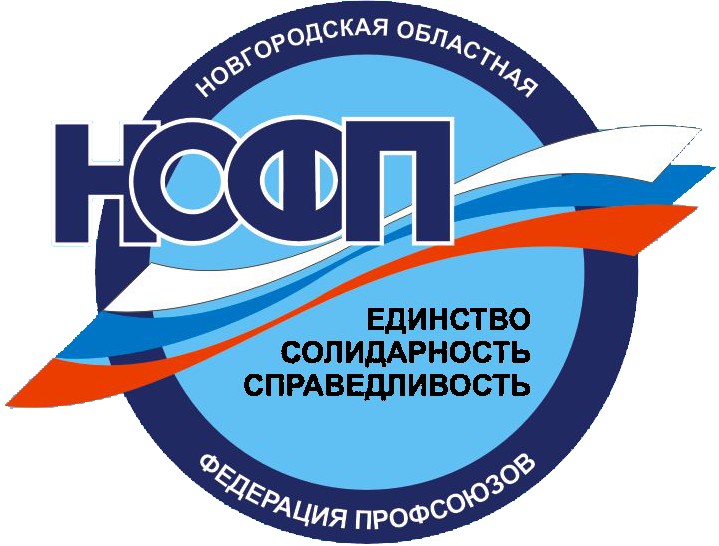 НОВГОРОДСКАЯ ОБЛАСТНАЯ
НОФП
ЕДИНСТВО
СОЛИДАРНОСТЬ
СПРАВЕДЛИВОСТЬ
ФЕДЕРАЦИЯ ПРОФСОЮЗОВ